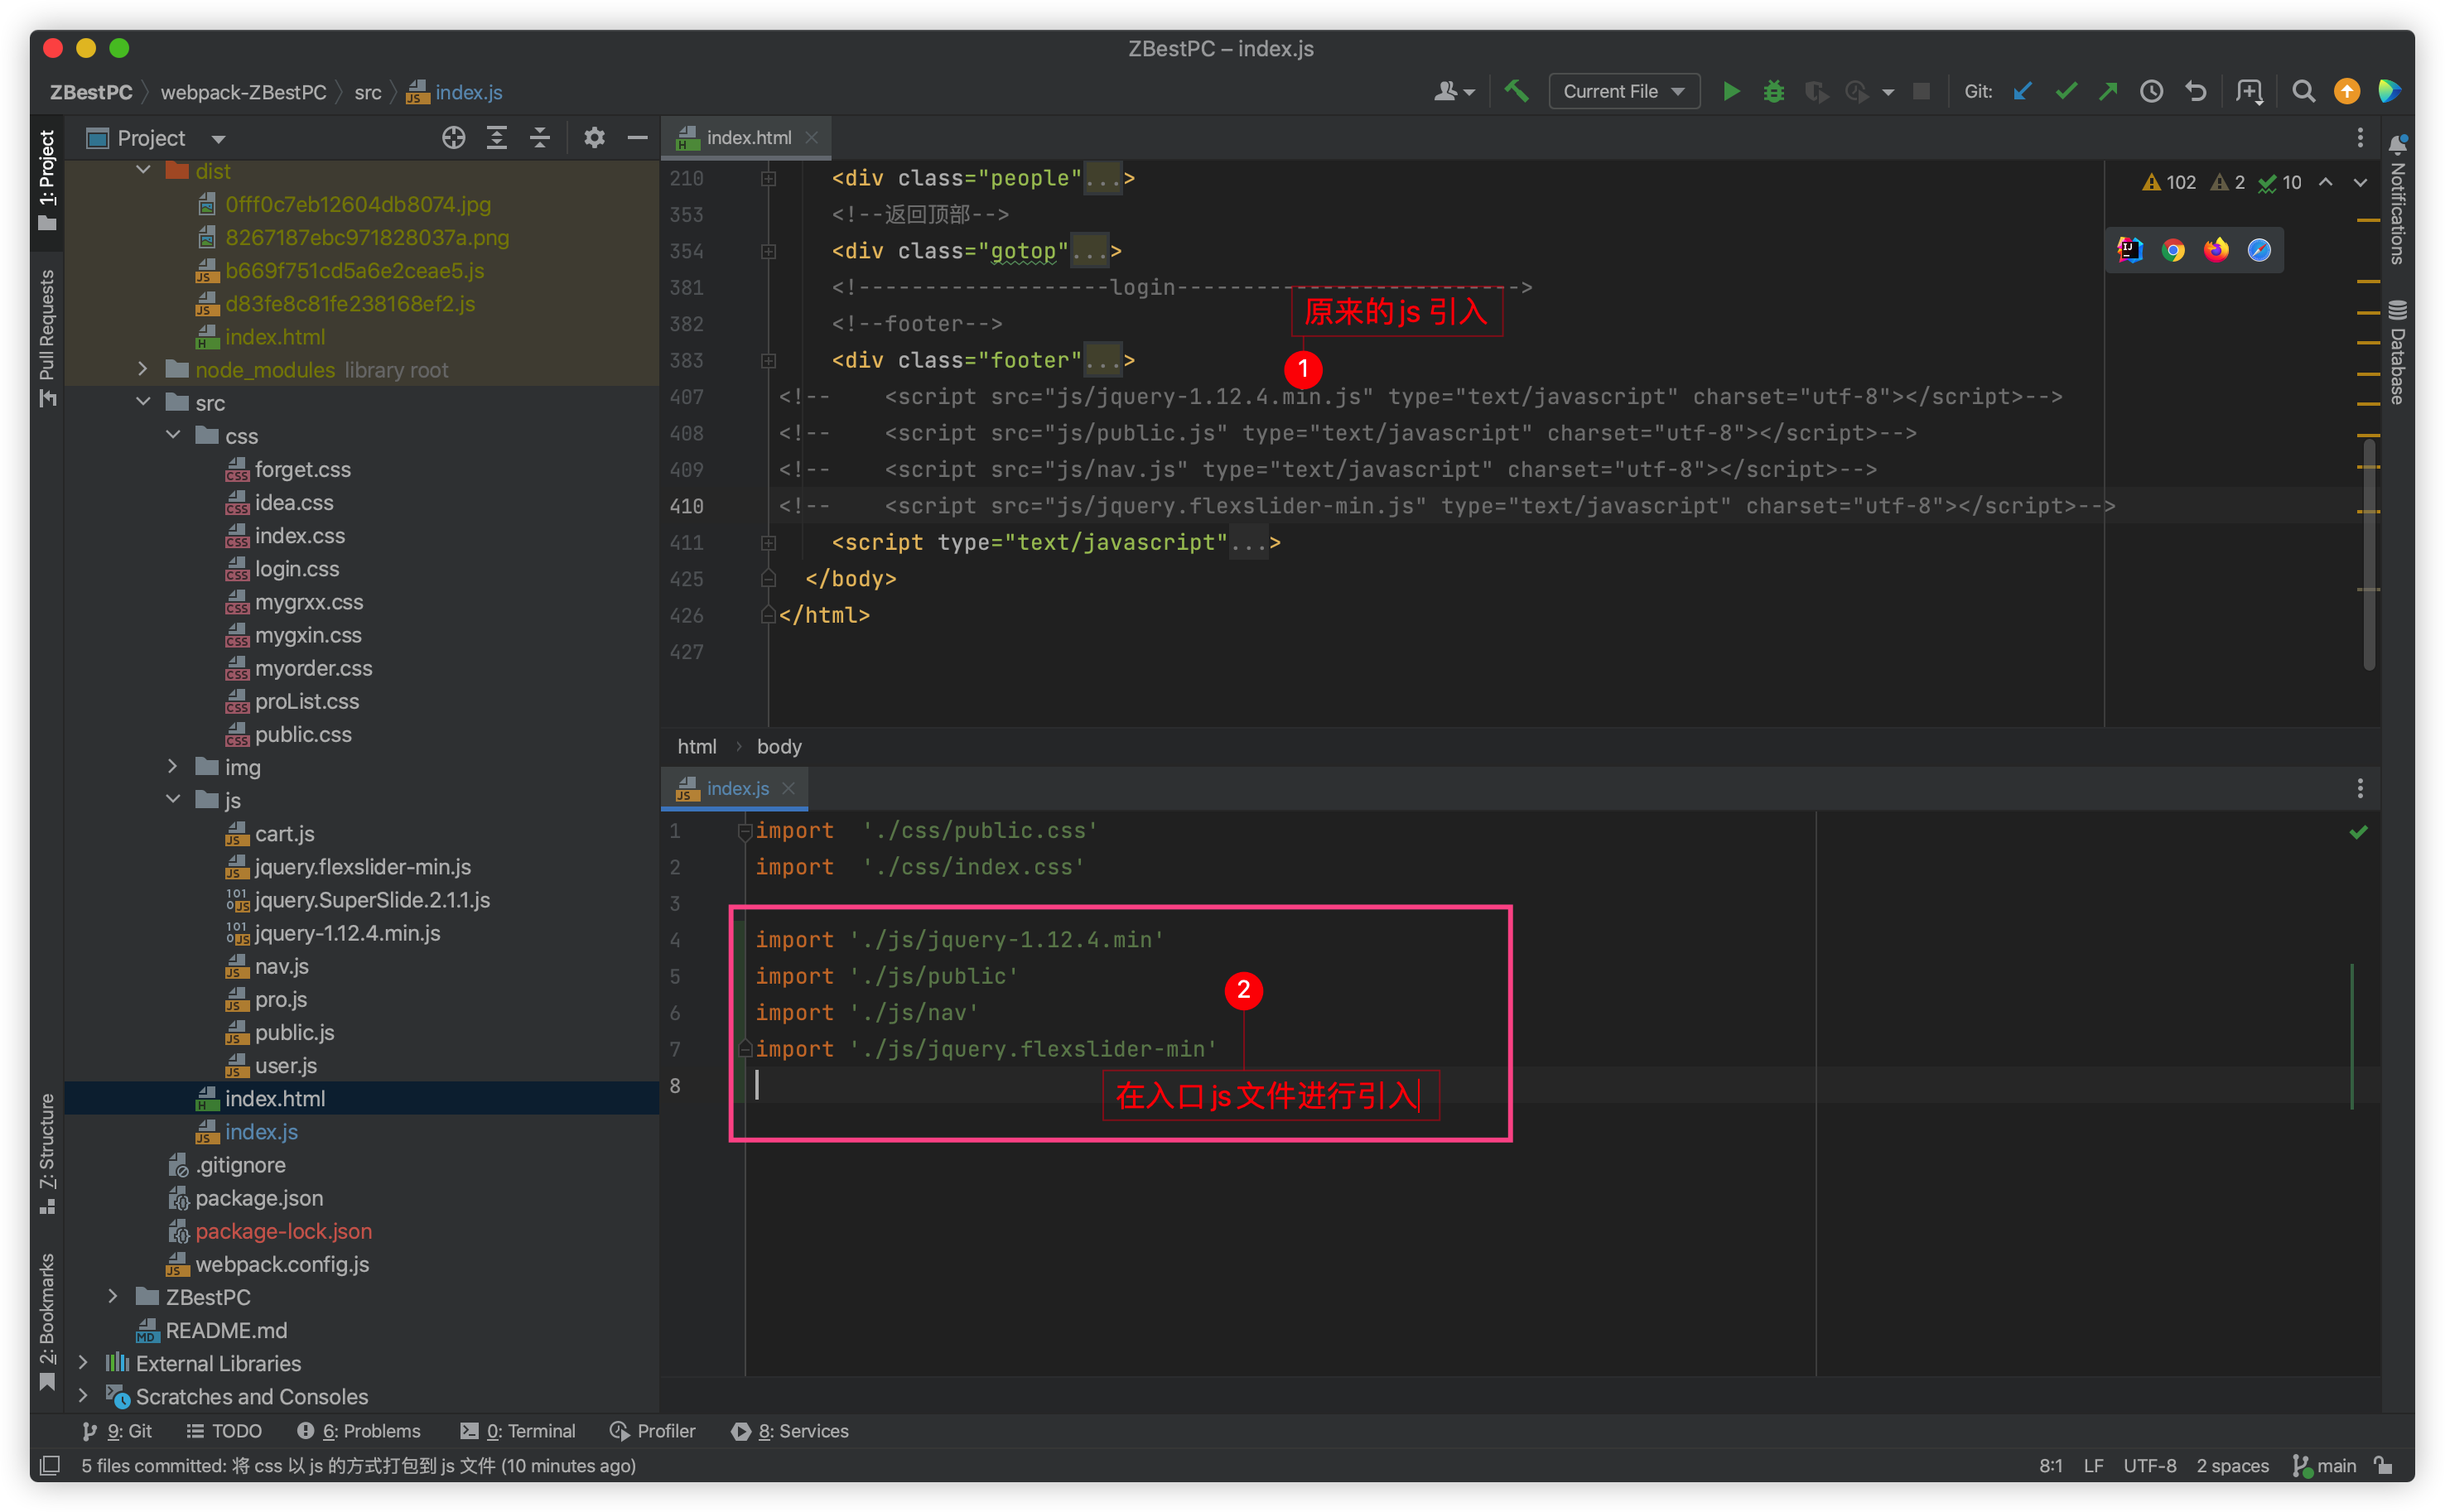 ZBestPC – index.js
ZBestPC webpack-ZBestPC src index.js
Current File
Git:
1: Project
Pull Requests
7: Structure
2: Bookmarks
Project
dist
0fff0c7eb12604db8074.jpg
8267187ebc971828037a.png
b669f751cd5a6e2ceae5.js
d83fe8c81fe238168ef2.js
index.html
node_modules library root
src
css
forget.css
idea.css
index.css
login.css
mygrxx.css
mygxin.css
myorder.css
proList.css
public.css
img
js
cart.js
jquery.flexslider-min.js
jquery.SuperSlide.2.1.1.js
jquery-1.12.4.min.js
nav.js
pro.js
public.js
user.js
index.html
index.js
.gitignore
package.json
package-lock.json
webpack.config.js
ZBestPC
README.md
External Libraries
Scratches and Consoles
index.html
102 2 10
210 <div class="people"...>
353 <!--返回顶部-->
354 <div class="gotop"...>
381 <!-------------------login-------------------------->
382 <!--footer-->
原来的 js 引入
1
383 <div class="footer"...>
407 <!-- <script src="js/jquery-1.12.4.min.js" type="text/javascript" charset="utf-8"></script>-->
408 <!-- <script src="js/public.js" type="text/javascript" charset="utf-8"></script>-->
409 <!-- <script src="js/nav.js" type="text/javascript" charset="utf-8"></script>-->
410 <!-- <script src="js/jquery.flexslider-min.js" type="text/javascript" charset="utf-8"></script>-->
411 <script type="text/javascript"...>
425 </body>
426 </html>
427
html › body
index.js
1 import './css/public.css'
2 import './css/index.css'
3
4 import './js/jquery-1.12.4.min'
5 import './js/public'
6 import './js/nav'
7 import './js/jquery.flexslider-min'
8
2
在入口 js 文件进行引入
Notifications
Database
9: Git TODO 6: Problems 0: Terminal Profiler 8: Services
5 files committed: 将 css 以 js 的方式打包到 js 文件 (10 minutes ago)
8:1 LF UTF-8 2 spaces main